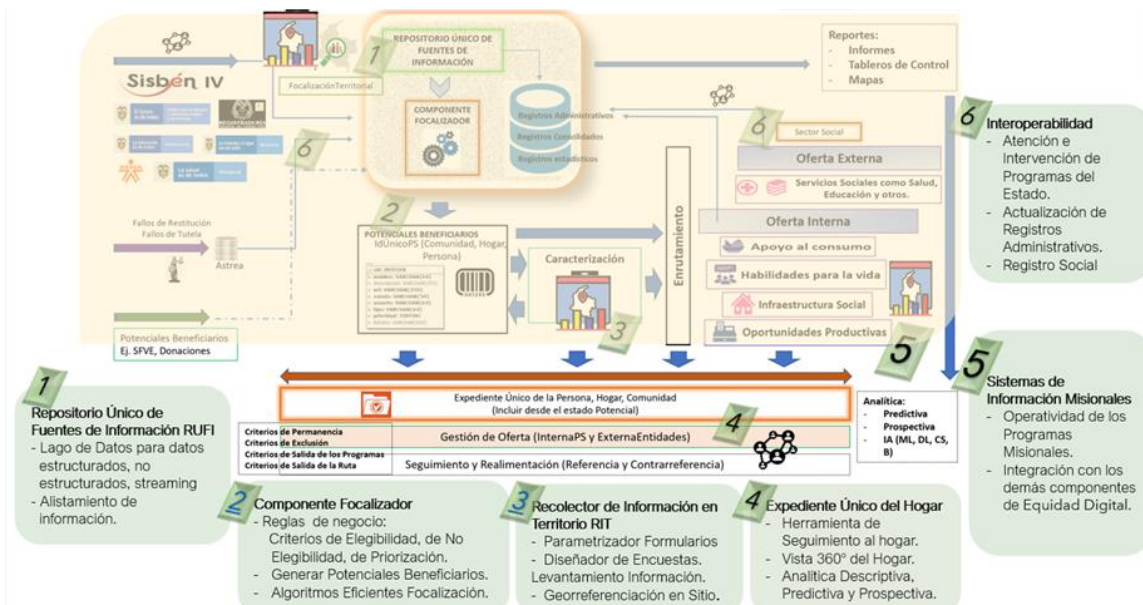 Sisbén IV
REGISTRADURÍA
Focalización Territorial
1
REPOSITORIO ÚNICO DE
FUENTES DE
INFORMACIÓN
COMPONENTE
FOCALIZADOR
Registros Administrativos
Registros Consolidados
Registros estadísticos
Reportes:
- Informes
- Tableros de Control
- Mapas
6
Fallos de Restitución
Fallos de Tutela
Astrea
Potenciales Beneficiarios
Ej. SFVE, Donaciones
2
POTENCIALES BENEFICIARIOS
IdÚnicoPS (Comunidad, Hogar,
Persona)
Caracterización
3
Enrutamiento
6
Sector Social
Oferta Externa
Servicios Sociales como Salud,
Educación y otros.
Oferta Interna
Apoyo al consumo
Habilidades para la vida
Infraestructura Social
Oportunidades Productivas
5
Expediente Único de la Persona, Hogar, Comunidad
(Incluir desde el estado Potencial)
4
Gestión de Oferta (InternaPS y ExternaEntidades)
Seguimiento y Realimentación (Referencia y Contrarreferencia)
Criterios de Permanencia
Criterios de Exclusión
Criterios de Salida de los Programas
Criterios de Salida de la Ruta
Analítica:
- Predictiva
- Prospectiva
- IA (ML, DL, CS,
B)
1
Repositorio Único de
Fuentes de Información RUFI
- Lago de Datos para datos
estructurados, no
estructurados, streaming
- Alistamiento de
información.
2
Componente Focalizador
- Reglas de negocio:
Criterios de Elegibilidad, de No
Elegibilidad, de Priorización.
- Generar Potenciales Beneficiarios.
- Algoritmos Eficientes Focalización.
3
Recolector de Información en
Territorio RIT
- Parametrizador Formularios
- Diseñador de Encuestas.
Levantamiento Información.
- Georreferenciación en Sitio.
4
Expediente Único del Hogar
- Herramienta de
Seguimiento al hogar.
- Vista 360° del Hogar.
- Analítica Descriptiva,
Predictiva y Prospectiva.
5
Sistemas de
Información Misionales
- Operatividad de los
Programas
Misionales.
- Integración con los
demás componentes
de Equidad Digital.
6
Interoperabilidad
- Atención e
Intervención de
Programas del
Estado.
- Actualización de
Registros
Administrativos.
- Registro Social